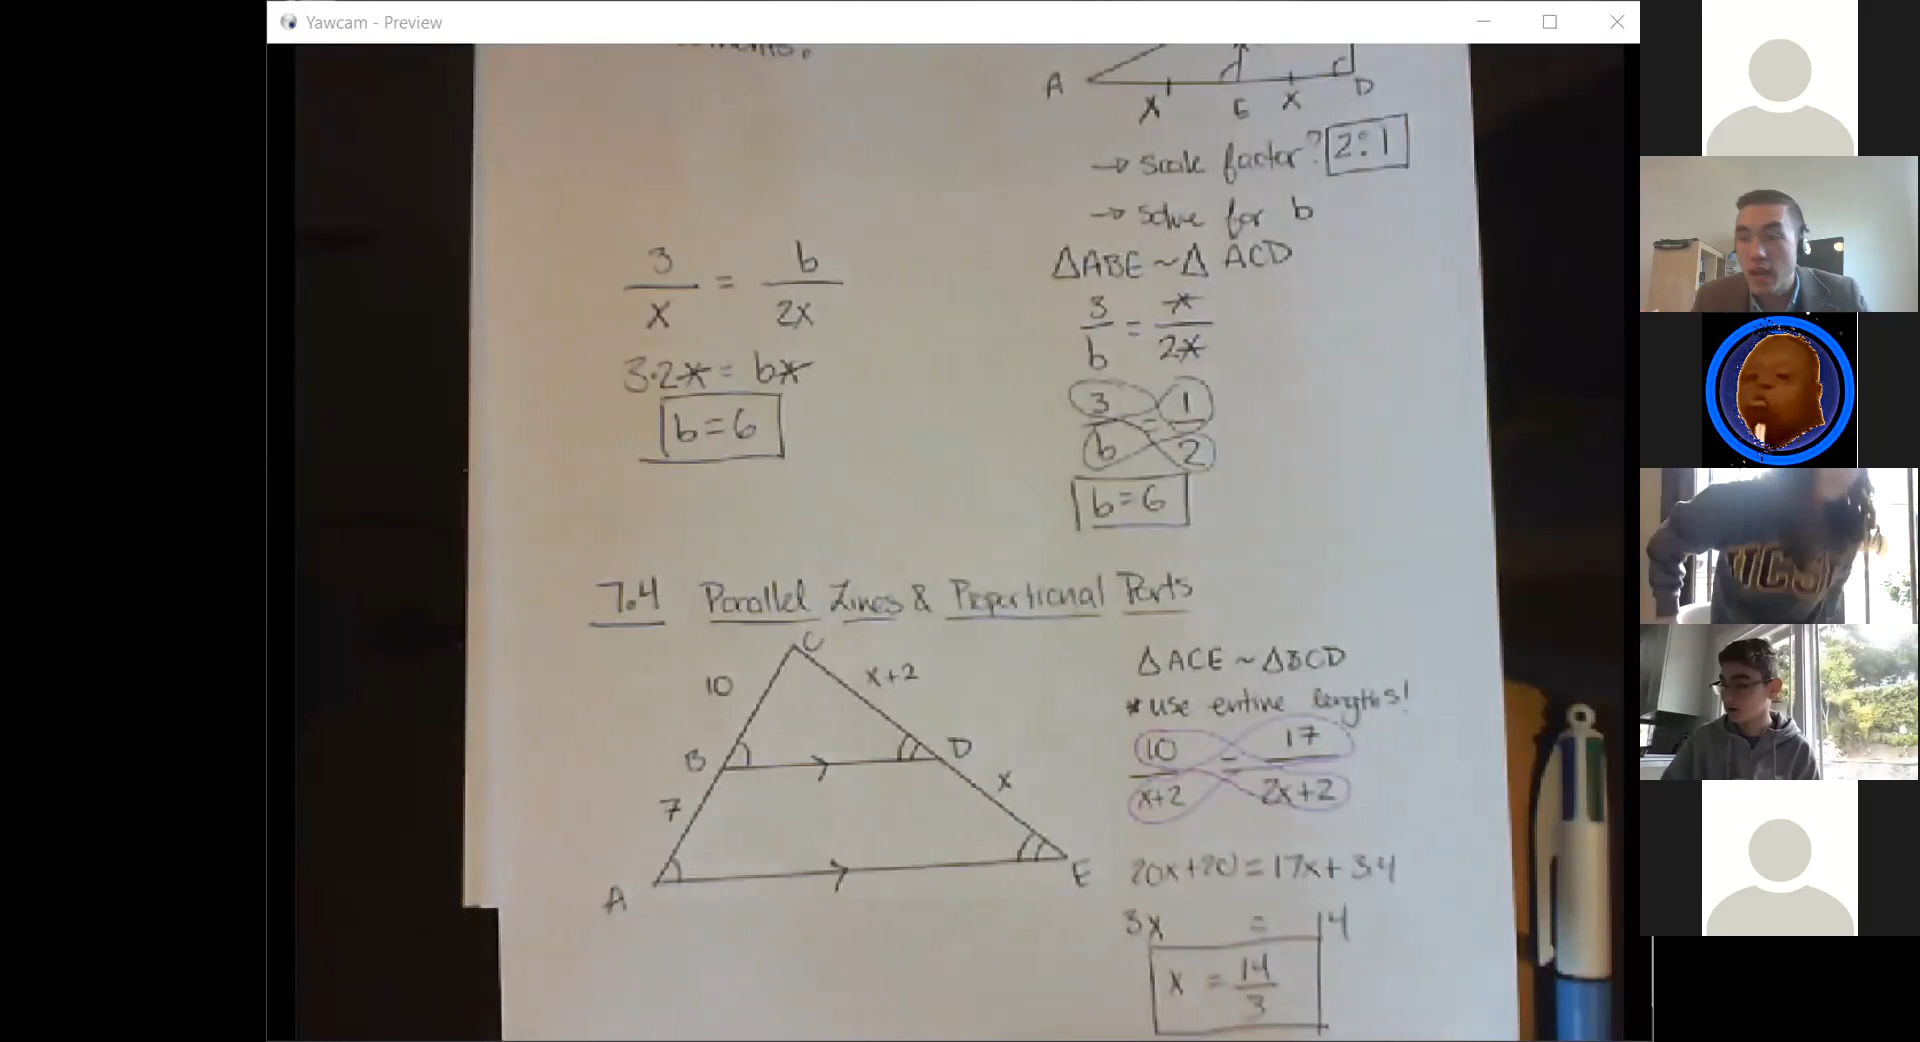 Yawcam - Preview
A
X E X D
→ scale factor? 2:1
→ solve for b
ΔABE ~ Δ ACD
3/x = b/2x
3·2x = bx
b = 6
3/b = x/2x
3/b = 1/2
b = 6
7.4 Parallel Lines & Proportional Parts
C
10
x+2
B
D
7
x
A
E
ΔACE ~ ΔBCD
* use entire lengths!
10/x+2 = 17/2x+2
20x+20 = 17x+34
3x = 14
x = 14/3
UCSB